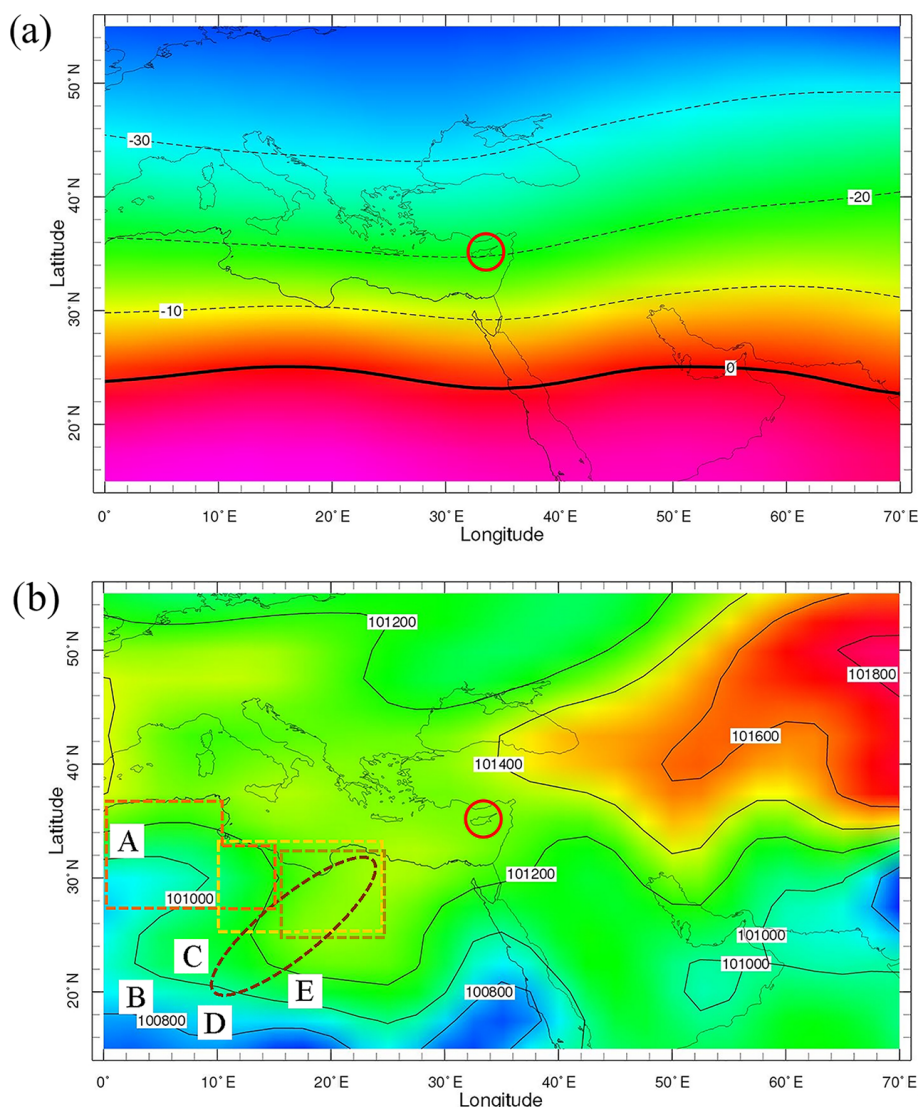 (a)
50° N
40° N
30° N
20° N
Latitude
-30
-20
-10
0
0°
10° E
20° E
30° E
40° E
50° E
60° E
70° E
Longitude
(b)
50° N
40° N
30° N
20° N
Latitude
101200
101800
101600
101400
A
101200
101000
C
101000
101000
E
B
100800
100800
D
0°
10° E
20° E
30° E
40° E
50° E
60° E
70° E
Longitude